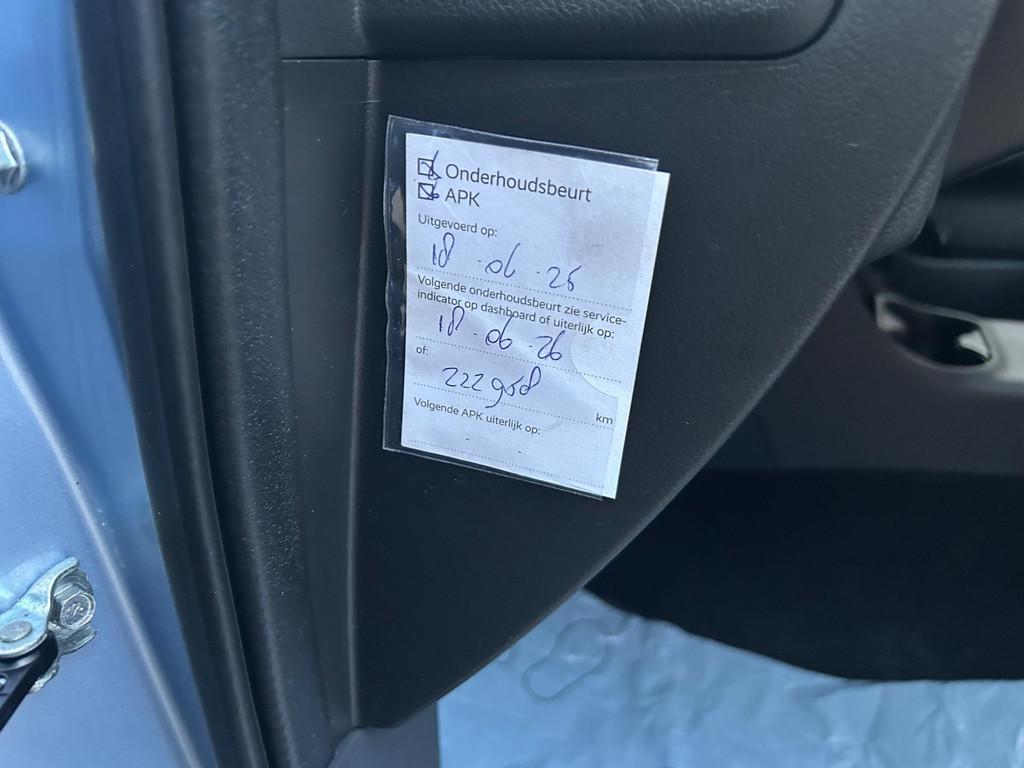 Onderhoudsbeurt
APK
Uitgevoerd op:
18-06-25
Volgende onderhoudsbeurt zie service-
indicator op dashboard of uiterlijk op:
18-06-26
of:
222908 km
Volgende APK uiterlijk op: